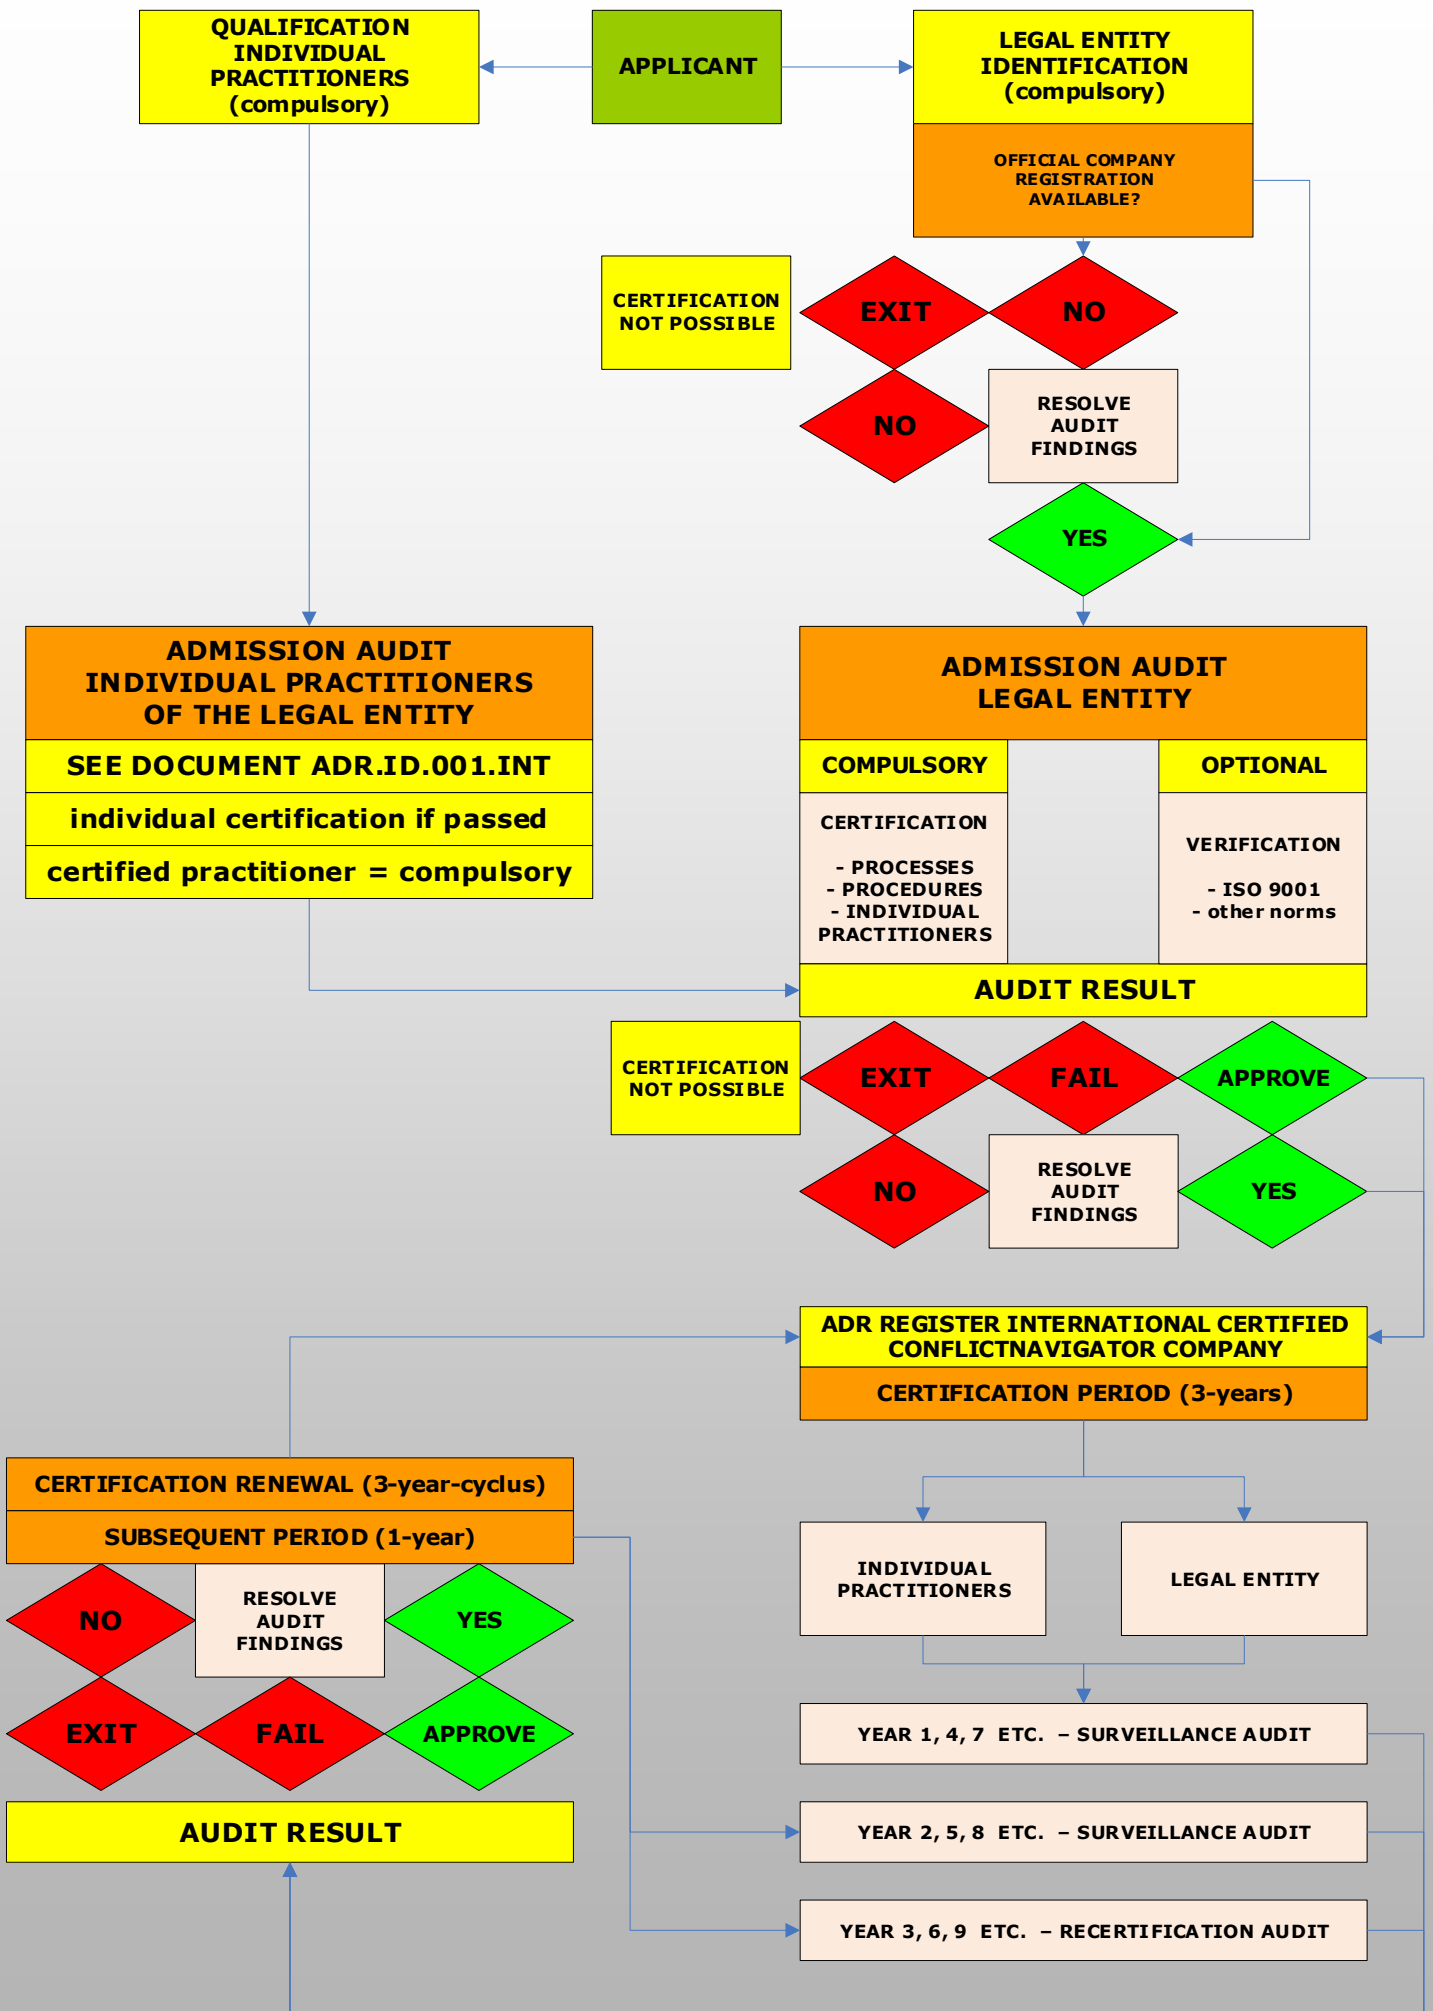 QUALIFICATION
INDIVIDUAL
PRACTITIONERS
(compulsory)
APPLICANT
LEGAL ENTITY
IDENTIFICATION
(compulsory)
OFFICIAL COMPANY
REGISTRATION
AVAILABLE?
CERTIFICATION
NOT POSSIBLE
EXIT
NO
NO
RESOLVE
AUDIT
FINDINGS
YES
ADMISSION AUDIT
INDIVIDUAL PRACTITIONERS
OF THE LEGAL ENTITY
SEE DOCUMENT ADR.ID.001.INT
individual certification if passed
certified practitioner = compulsory
ADMISSION AUDIT
LEGAL ENTITY
COMPULSORY
CERTIFICATION
- PROCESSES
- PROCEDURES
- INDIVIDUAL
PRACTITIONERS
OPTIONAL
VERIFICATION
- ISO 9001
- other norms
AUDIT RESULT
CERTIFICATION
NOT POSSIBLE
EXIT
FAIL
APPROVE
NO
RESOLVE
AUDIT
FINDINGS
YES
ADR REGISTER INTERNATIONAL CERTIFIED
CONFLICTNAVIGATOR COMPANY
CERTIFICATION PERIOD (3-years)
CERTIFICATION RENEWAL (3-year-cyclus)
SUBSEQUENT PERIOD (1-year)
NO
RESOLVE
AUDIT
FINDINGS
YES
EXIT
FAIL
APPROVE
AUDIT RESULT
INDIVIDUAL
PRACTITIONERS
LEGAL ENTITY
YEAR 1, 4, 7 ETC. – SURVEILLANCE AUDIT
YEAR 2, 5, 8 ETC. – SURVEILLANCE AUDIT
YEAR 3, 6, 9 ETC. – RECERTIFICATION AUDIT